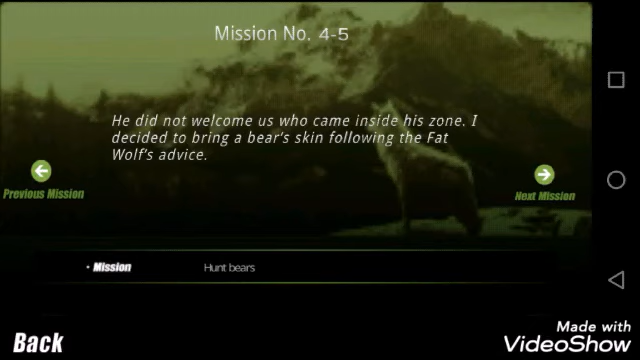 Mission No. 4-5
He did not welcome us who came inside his zone. I
decided to bring a bear's skin following the Fat
Wolf's advice.
Previous Mission
Next Mission
• Mission Hunt bears
Back
Made with
VideoShow